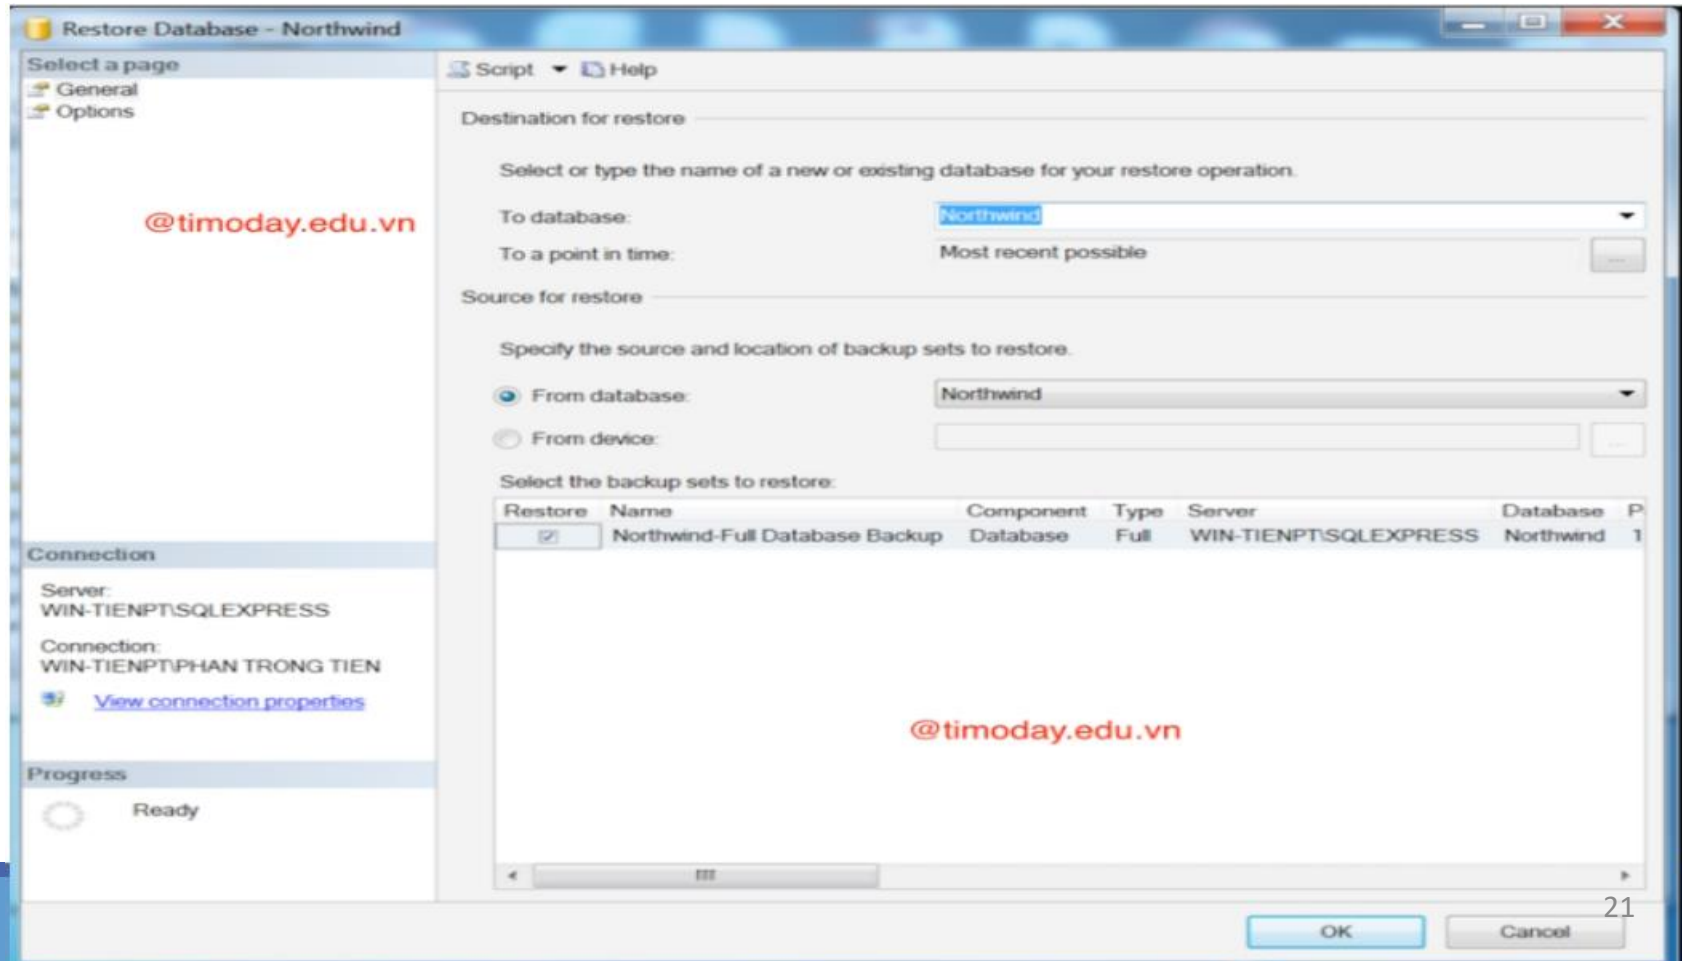 Restore Database - Northwind
Select a page
General
Options
@timoday.edu.vn
Connection
Server:
WIN-TIENPT\SQLEXPRESS
Connection:
WIN-TIENPT\PHAN TRONG TIEN
View connection properties
Progress
Ready
Script Help
Destination for restore
Select or type the name of a new or existing database for your restore operation.
To database: Northwind
To a point in time: Most recent possible ...
Source for restore
Specify the source and location of backup sets to restore.
From database: Northwind
From device: ...
Select the backup sets to restore:
Restore Name Component Type Server Database P
Northwind-Full Database Backup Database Full WIN-TIENPT\SQLEXPRESS Northwind 1
@timoday.edu.vn
21
OK Cancel